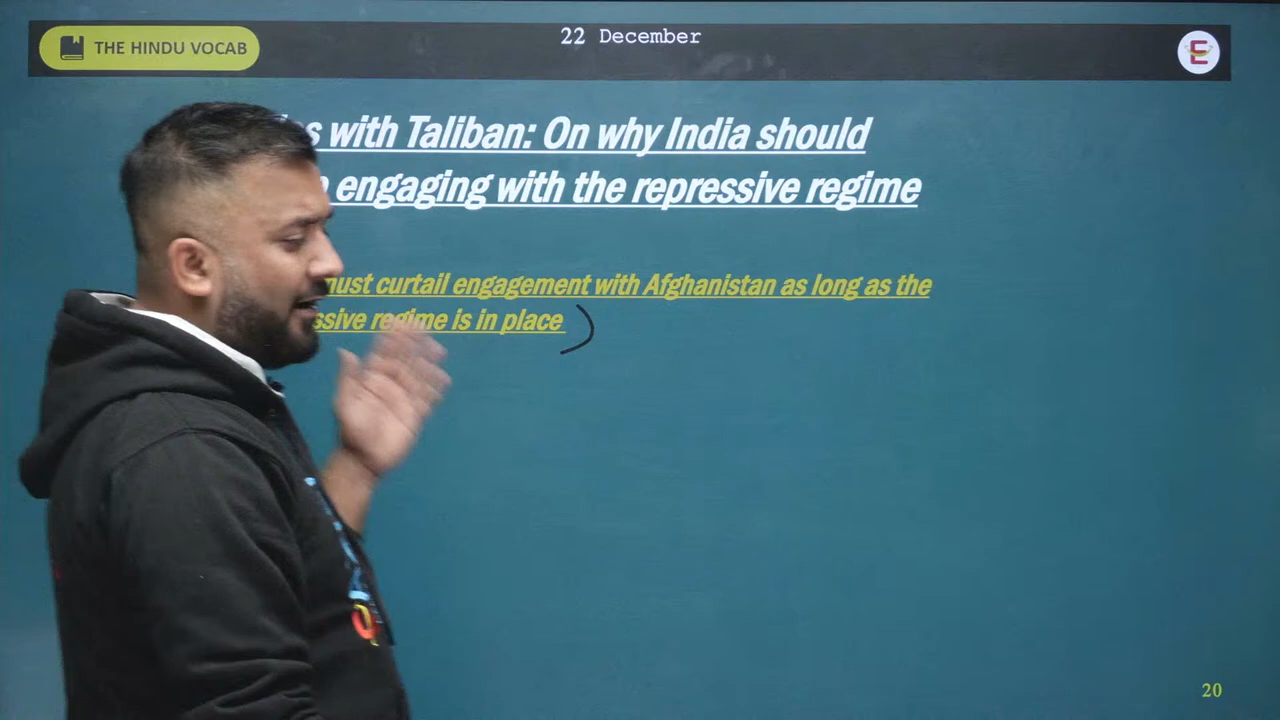 THE HINDU VOCAB
22 December
with Taliban: On why India should
engaging with the repressive regime
must curtail engagement with Afghanistan as long as the
regime is in place
20